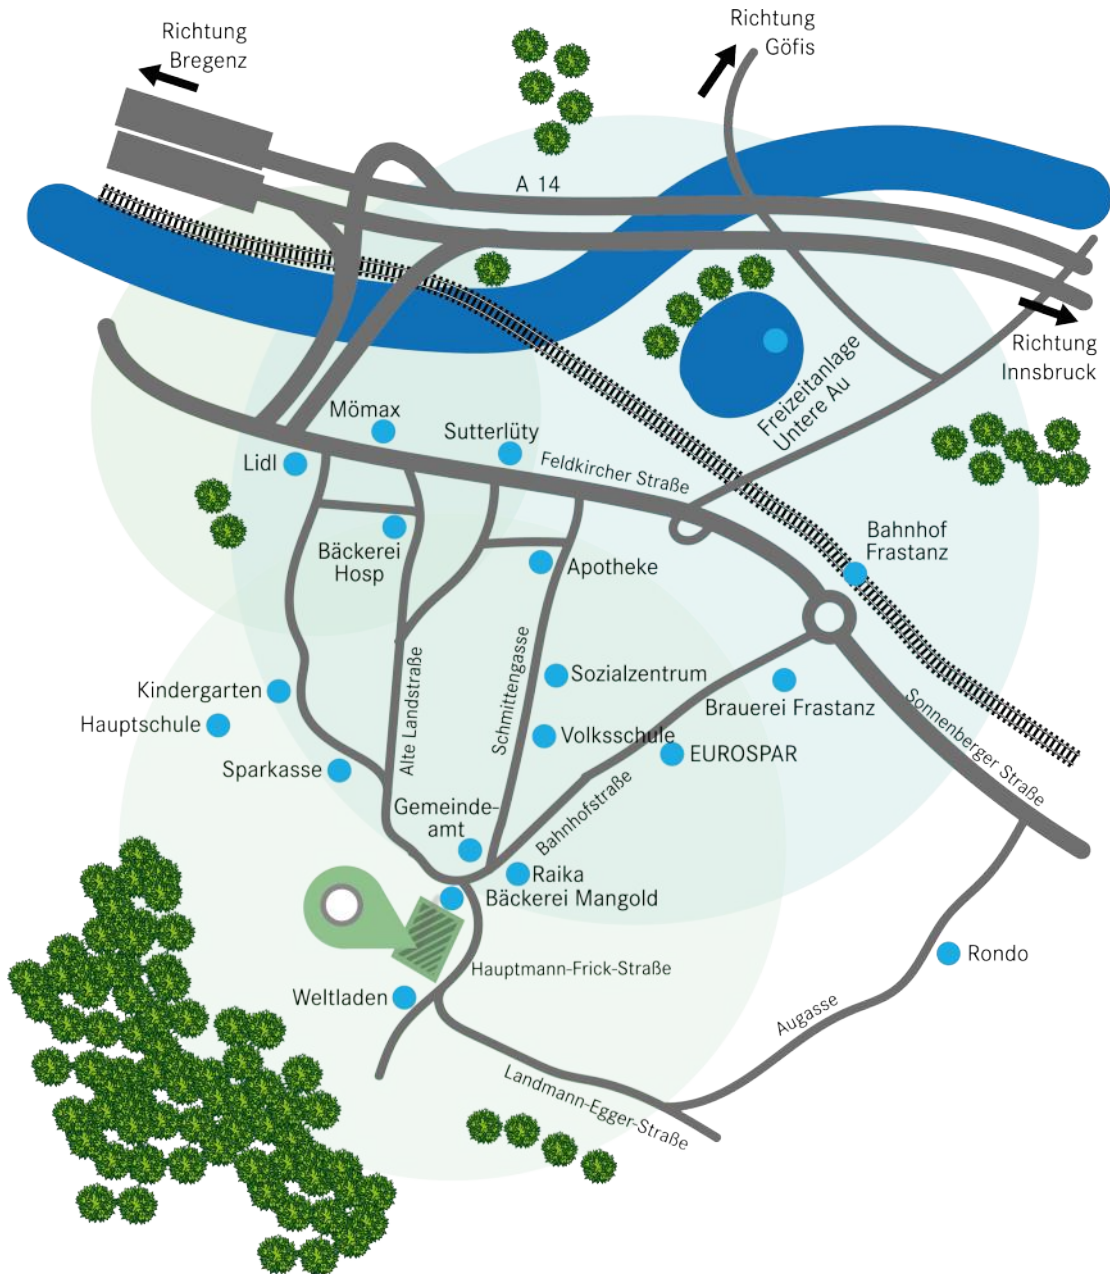 Richtung
Göfis
Richtung
Bregenz
A 14
Richtung
Innsbruck
Freizeitanlage
Untere Au
Mömax
Sutterlüty
Lidl
Feldkircher Straße
Bahnhof
Frastanz
Bäckerei
Hosp
Apotheke
Sozialzentrum
Kindergarten
Hauptschule
Alte Landstraße
Schmittengasse
Brauerei Frastanz
Volksschule
EUROSPAR
Sonnenberger Straße
Sparkasse
Gemeinde-
amt
Bahnhofstraße
Raika
Bäckerei Mangold
Hauptmann-Frick-Straße
Rondo
Weltladen
Augasse
Landmann-Egger-Straße